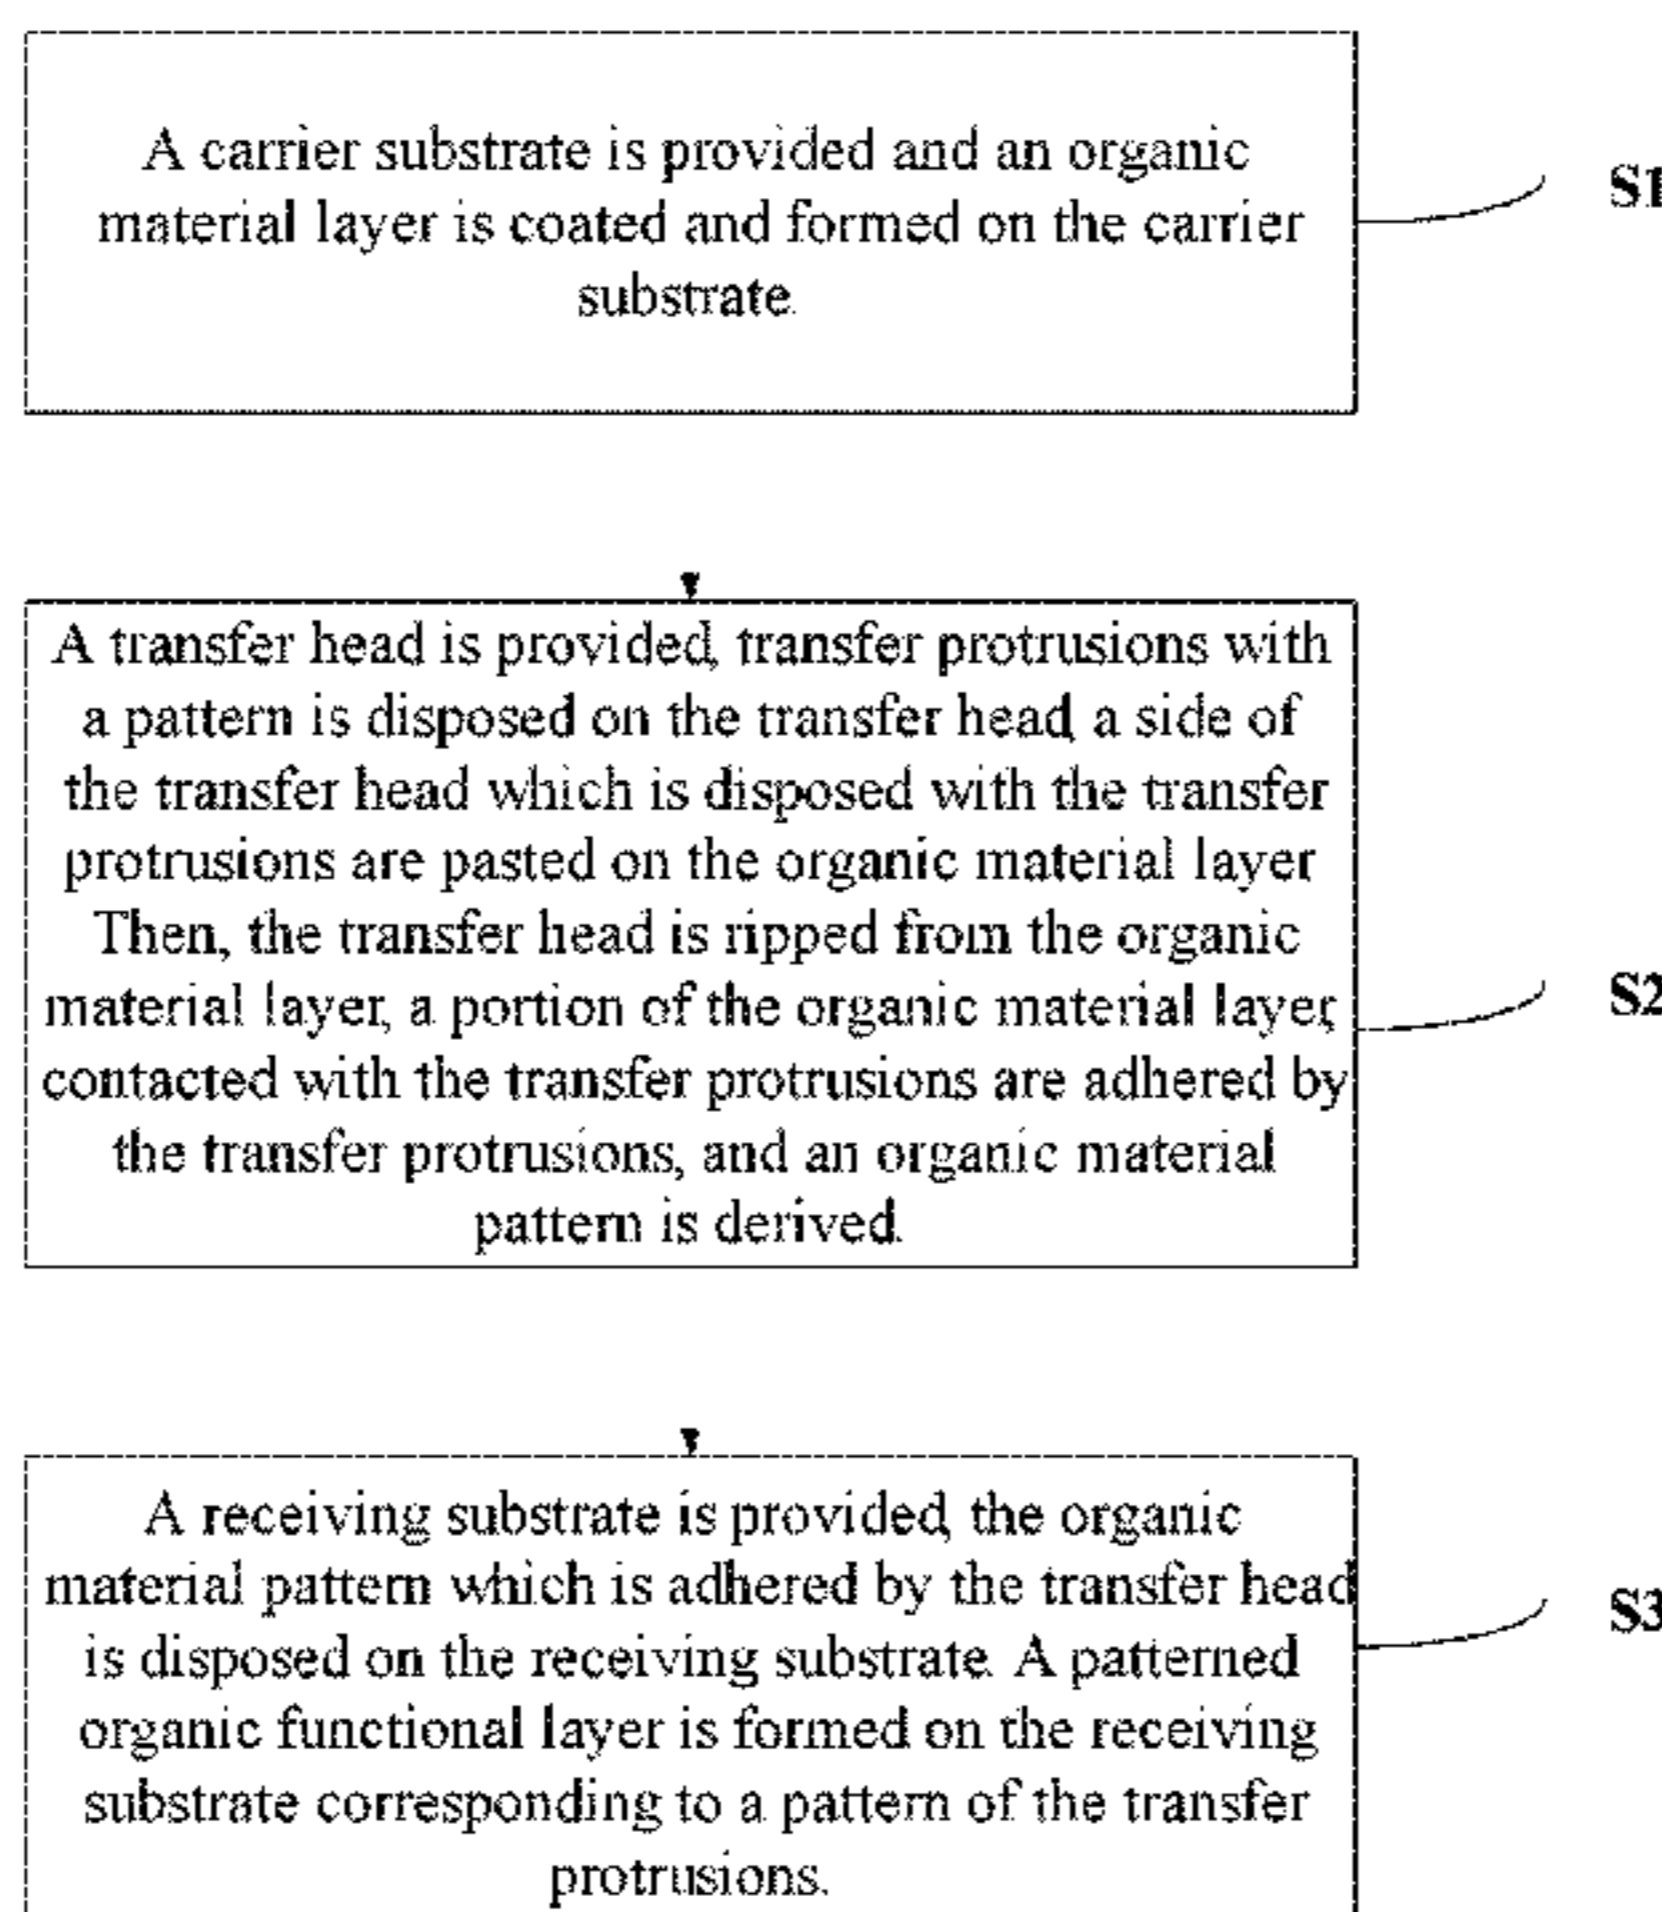 A carrier substrate is provided and an organic
material layer is coated and formed on the carrier
substrate.
S1
A transfer head is provided, transfer protrusions with
a pattern is disposed on the transfer head, a side of
the transfer head which is disposed with the transfer
protrusions are pasted on the organic material layer
Then, the transfer head is ripped from the organic
material layer, a portion of the organic material layer,
contacted with the transfer protrusions are adhered by
the transfer protrusions, and an organic material
pattern is derived.
S2
A receiving substrate is provided, the organic
material pattern which is adhered by the transfer head
is disposed on the receiving substrate. A patterned
organic functional layer is formed on the receiving
substrate corresponding to a pattern of the transfer
protrusions.
S3